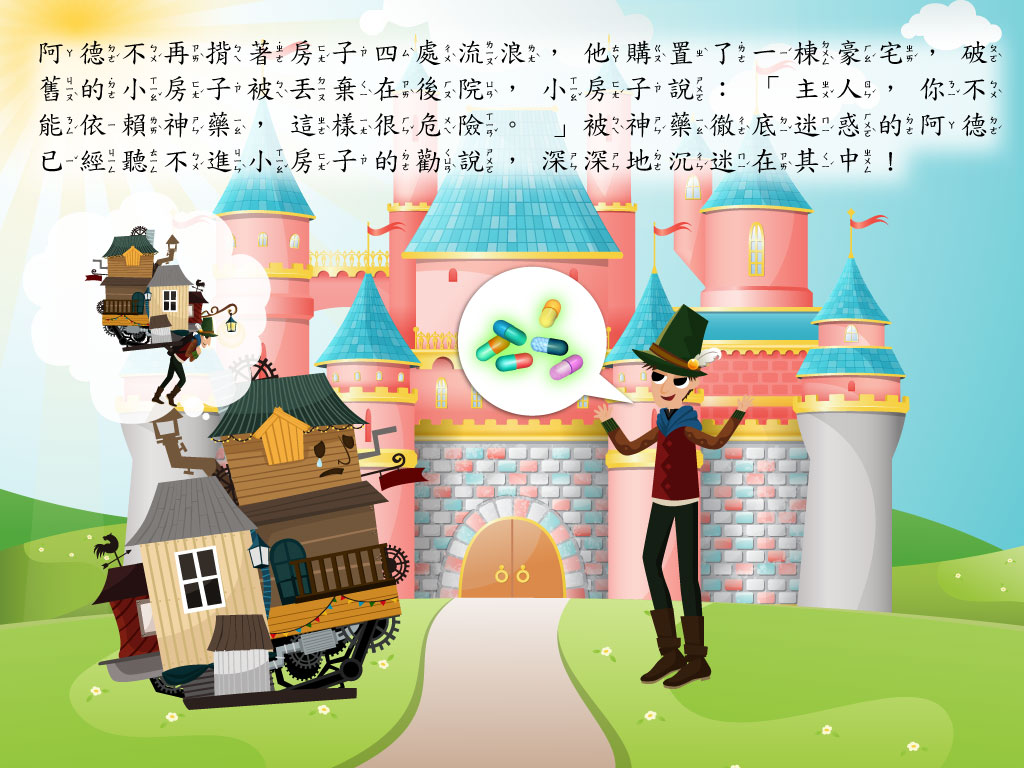 阿德不再揹著房子四處流浪，他購置了一棟豪宅，破
舊的小房子被丟棄在後院，小房子說：「主人，你不
能依賴神藥，這樣很危險。」被神藥徹底迷惑的阿德
已經聽不進小房子的勸說，深深地沉迷在其中！